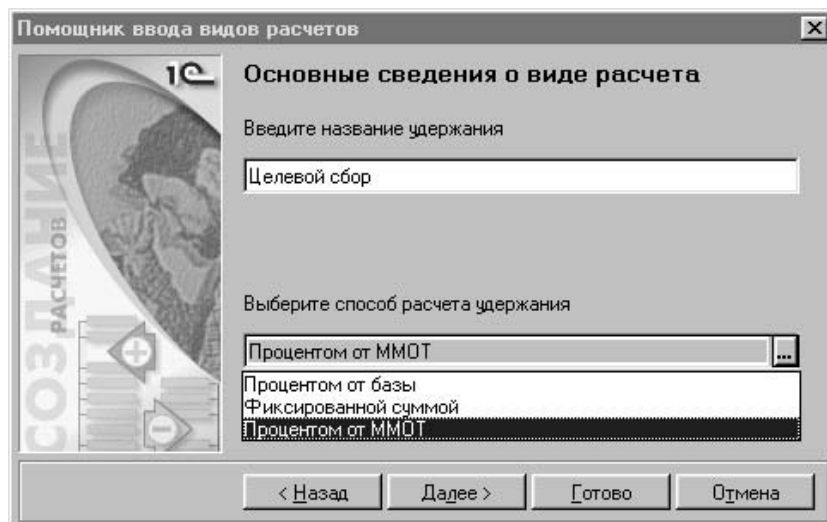 Помощник ввода видов расчетов
1С
СОЗДАНИЕ
РАСЧЕТОВ
Основные сведения о виде расчета
Введите название удержания
Целевой сбор
Выберите способ расчета удержания
Процентом от ММОТ
...
Процентом от базы
Фиксированной суммой
Процентом от ММОТ
< Назад
Далее >
Готово
Отмена